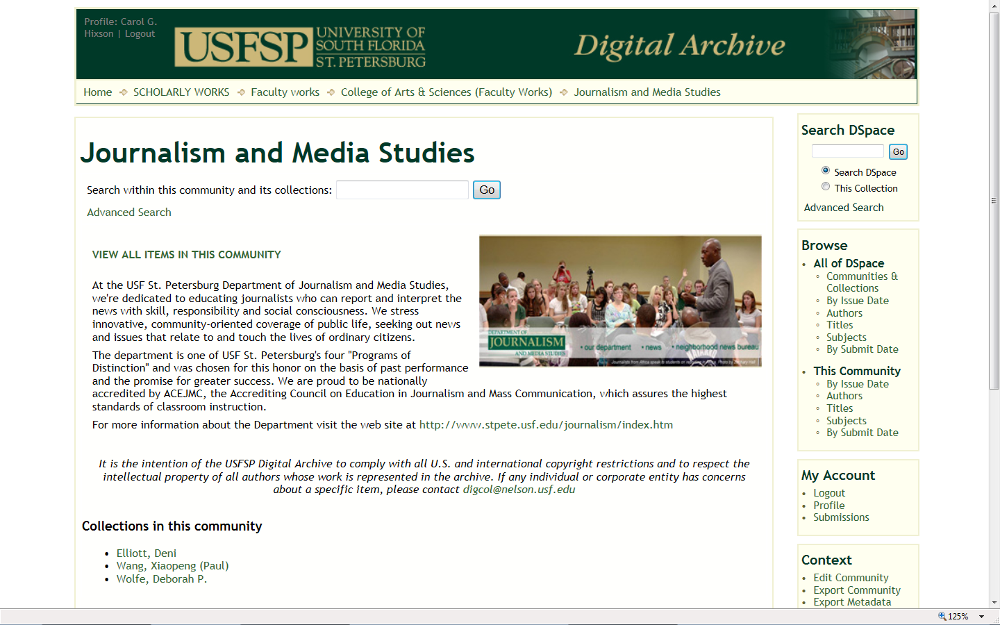 Profile: Carol G.
Hixson | Logout
USFSP UNIVERSITY OF
SOUTH FLORIDA
ST. PETERSBURG
Digital Archive
Home SCHOLARLY WORKS Faculty works College of Arts & Sciences (Faculty Works) Journalism and Media Studies
Journalism and Media Studies
Search within this community and its collections: Go
Advanced Search
VIEW ALL ITEMS IN THIS COMMUNITY
At the USF St. Petersburg Department of Journalism and Media Studies,
we're dedicated to educating journalists who can report and interpret the
news with skill, responsibility and social consciousness. We stress
innovative, community-oriented coverage of public life, seeking out news
and issues that relate to and touch the lives of ordinary citizens.
The department is one of USF St. Petersburg's four "Programs of
Distinction" and was chosen for this honor on the basis of past performance
and the promise for greater success. We are proud to be nationally
accredited by ACEJMC, the Accrediting Council on Education in Journalism and Mass Communication, which assures the highest
standards of classroom instruction.
For more information about the Department visit the web site at http://www.stpete.usf.edu/journalism/index.htm
DEPARTMENT OF
JOURNALISM
AND MEDIA STUDIES
• our department • news • neighborhood news bureau
Journalists from Africa speak to students on
It is the intention of the USFSP Digital Archive to comply with all U.S. and international copyright restrictions and to respect the
intellectual property of all authors whose work is represented in the archive. If any individual or corporate entity has concerns
about a specific item, please contact digcol@nelson.usf.edu
Collections in this community
• Elliott, Deni
• Wang, Xiaopeng (Paul)
• Wolfe, Deborah P.
Search DSpace
Go
Search DSpace
This Collection
Advanced Search
Browse
• All of DSpace
◦ Communities &
Collections
◦ By Issue Date
◦ Authors
◦ Titles
◦ Subjects
◦ By Submit Date
• This Community
◦ By Issue Date
◦ Authors
◦ Titles
◦ Subjects
◦ By Submit Date
My Account
• Logout
• Profile
• Submissions
Context
• Edit Community
• Export Community
• Export Metadata
125%